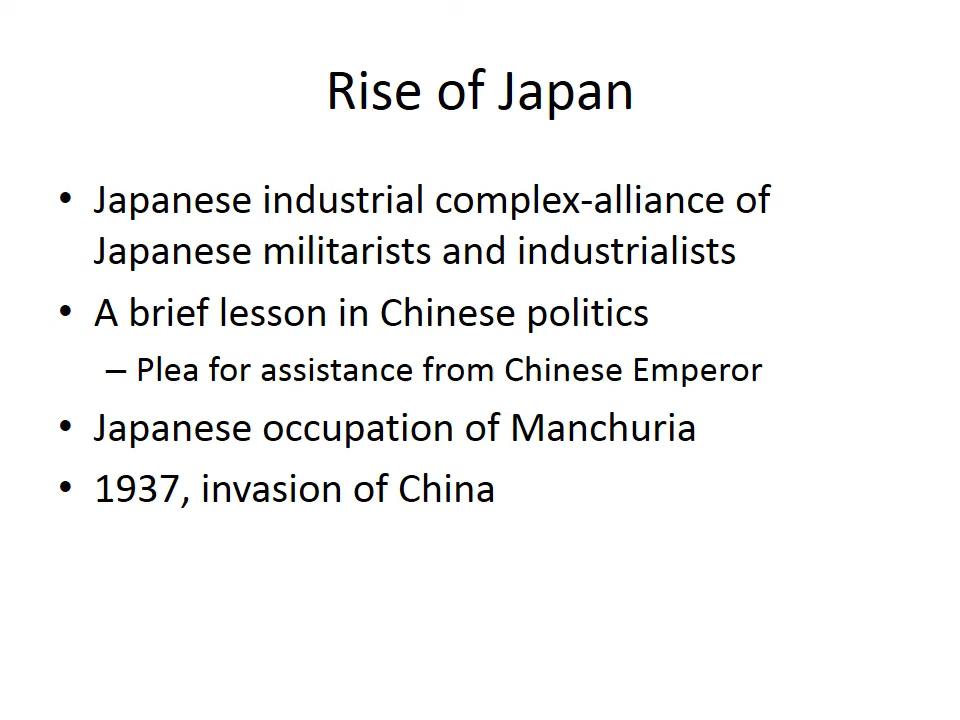 Rise of Japan
• Japanese industrial complex-alliance of
Japanese militarists and industrialists
• A brief lesson in Chinese politics
– Plea for assistance from Chinese Emperor
• Japanese occupation of Manchuria
• 1937, invasion of China